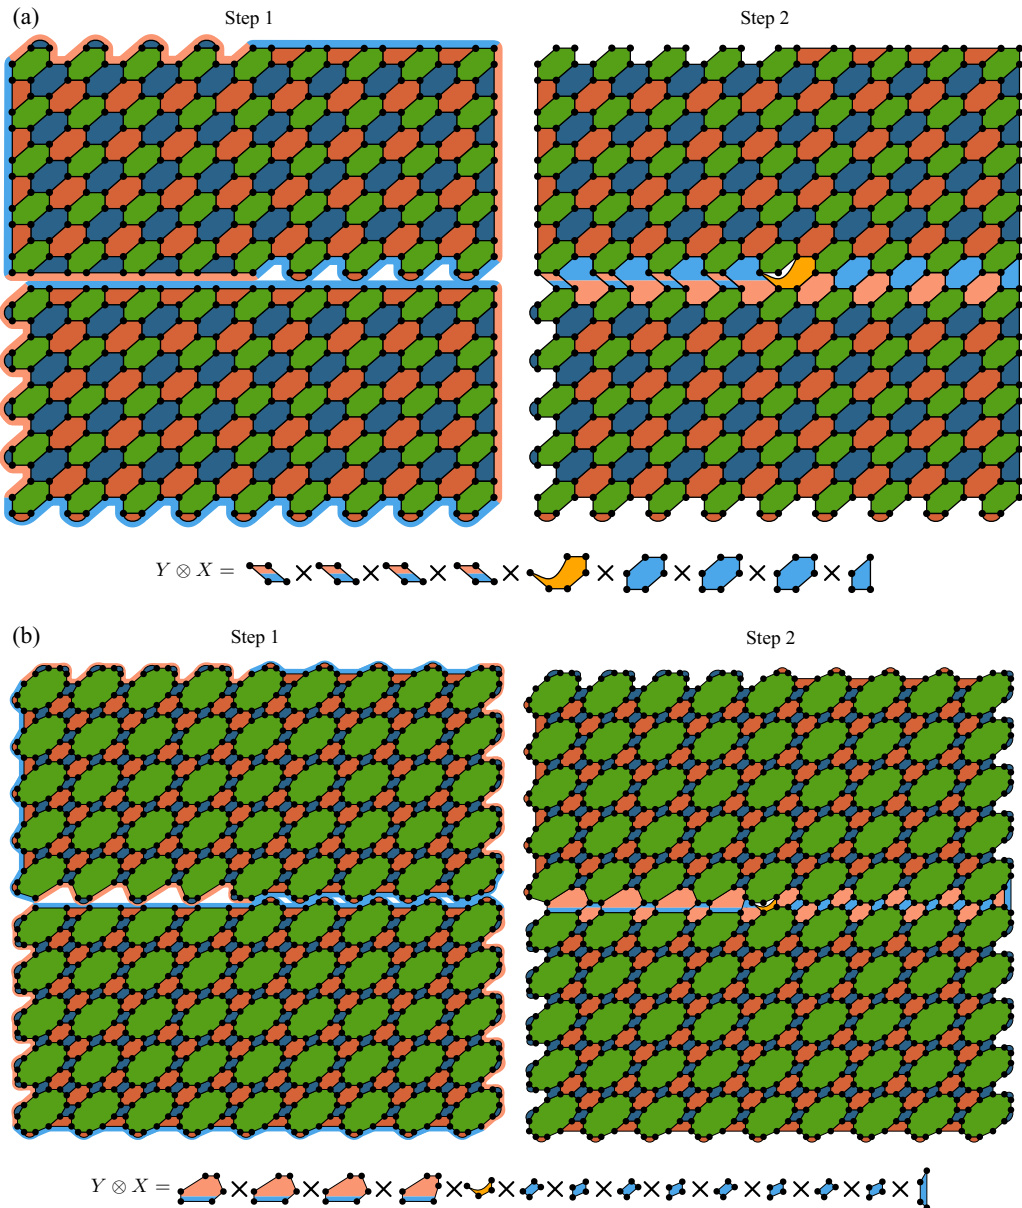 (a)
Step 1
Step 2
Y ⊗ X = × × × × × × × ×
(b)
Step 1
Step 2
Y ⊗ X = × × × × × × × × × × × × ×